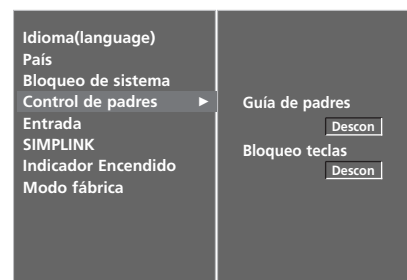 Idioma(language)
País
Bloqueo de sistema
Control de padres ►
Entrada
SIMPLINK
Indicador Encendido
Modo fábrica
Guía de padres
Descon
Bloqueo teclas
Descon